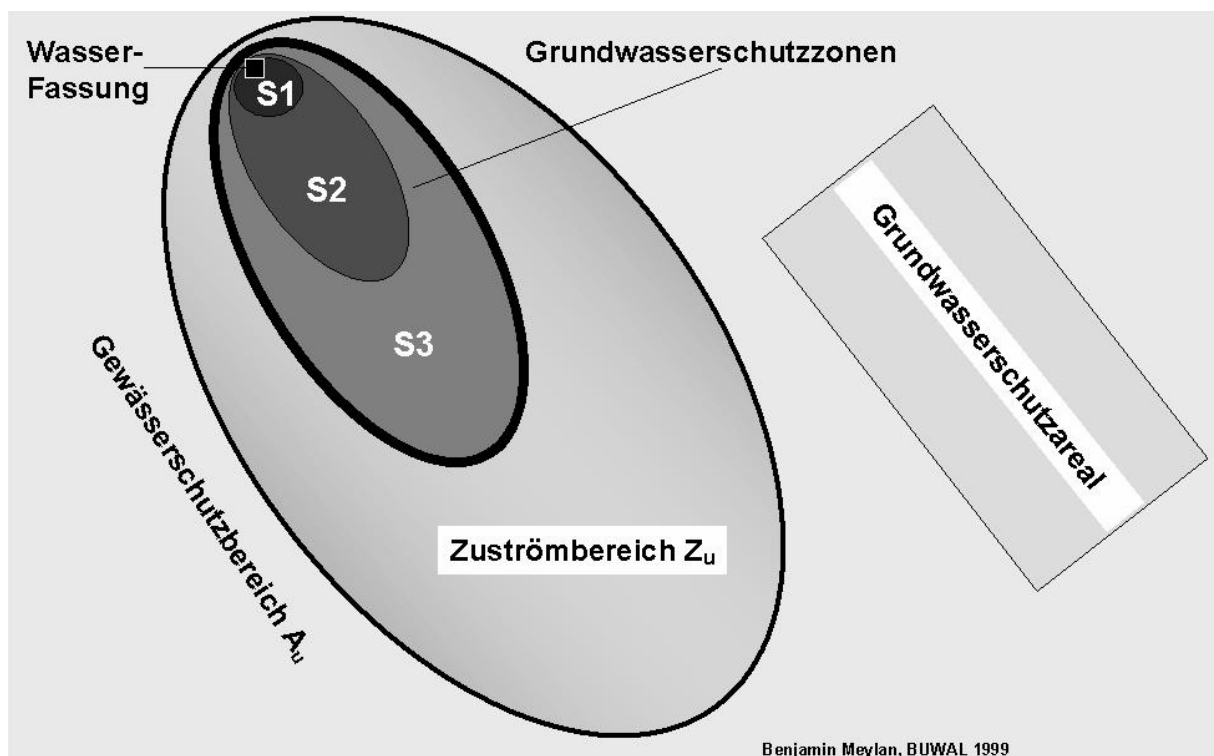 Wasser-
Fassung
Grundwasserschutzzonen
S1
S2
S3
Grundwasserschutzareal
Gewässerschutzbereich Au
Zuströmbereich Zu
Benjamin Meylan, BUWAL 1999